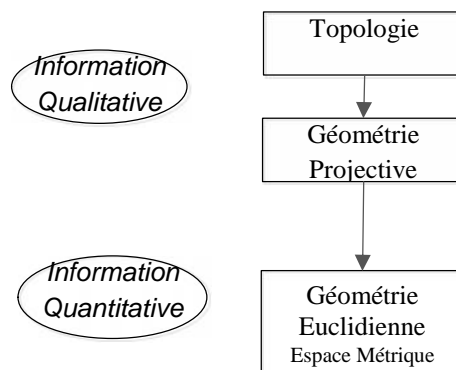 Topologie
Information
Qualitative
Géométrie
Projective
Information
Quantitative
Géométrie
Euclidienne
Espace Métrique